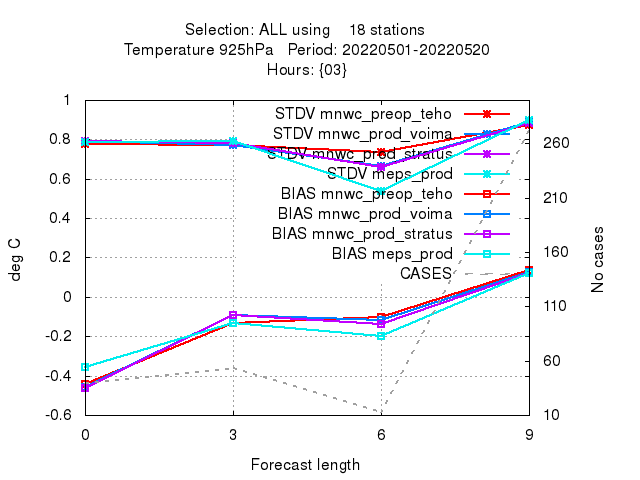 Selection: ALL using 18 stations
Temperature 925hPa Period: 20220501-20220520
Hours: {03}
1
0.8
0.6
0.4
0.2
0
-0.2
-0.4
-0.6
deg C
STDV mnwc_preop_teho
STDV mnwc_prod_voima
STDV mnwc_prod_stratus
STDV meps_prod
BIAS mnwc_preop_teho
BIAS mnwc_prod_voima
BIAS mnwc_prod_stratus
BIAS meps_prod
CASES
260
210
160
110
60
10
No cases
0 3 6 9
Forecast length